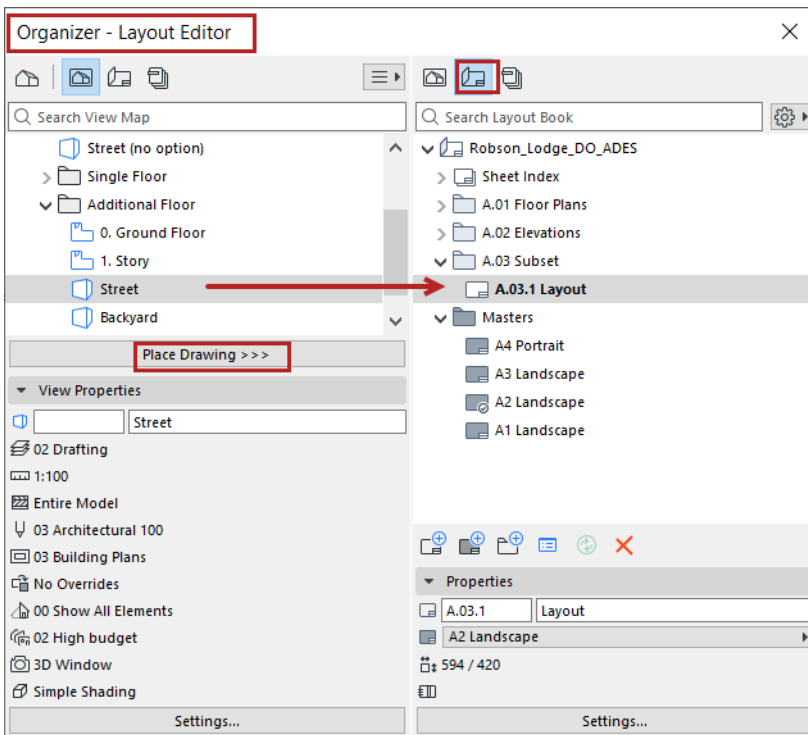 Organizer - Layout Editor
Search View Map
Street (no option)
Single Floor
Additional Floor
0. Ground Floor
1. Story
Street
Backyard
Place Drawing >>>
View Properties
Street
02 Drafting
1:100
Entire Model
03 Architectural 100
03 Building Plans
No Overrides
00 Show All Elements
02 High budget
3D Window
Simple Shading
Settings...
Search Layout Book
Robson_Lodge_DO_ADES
Sheet Index
A.01 Floor Plans
A.02 Elevations
A.03 Subset
A.03.1 Layout
Masters
A4 Portrait
A3 Landscape
A2 Landscape
A1 Landscape
Properties
A.03.1 Layout
A2 Landscape
594 / 420
Settings...